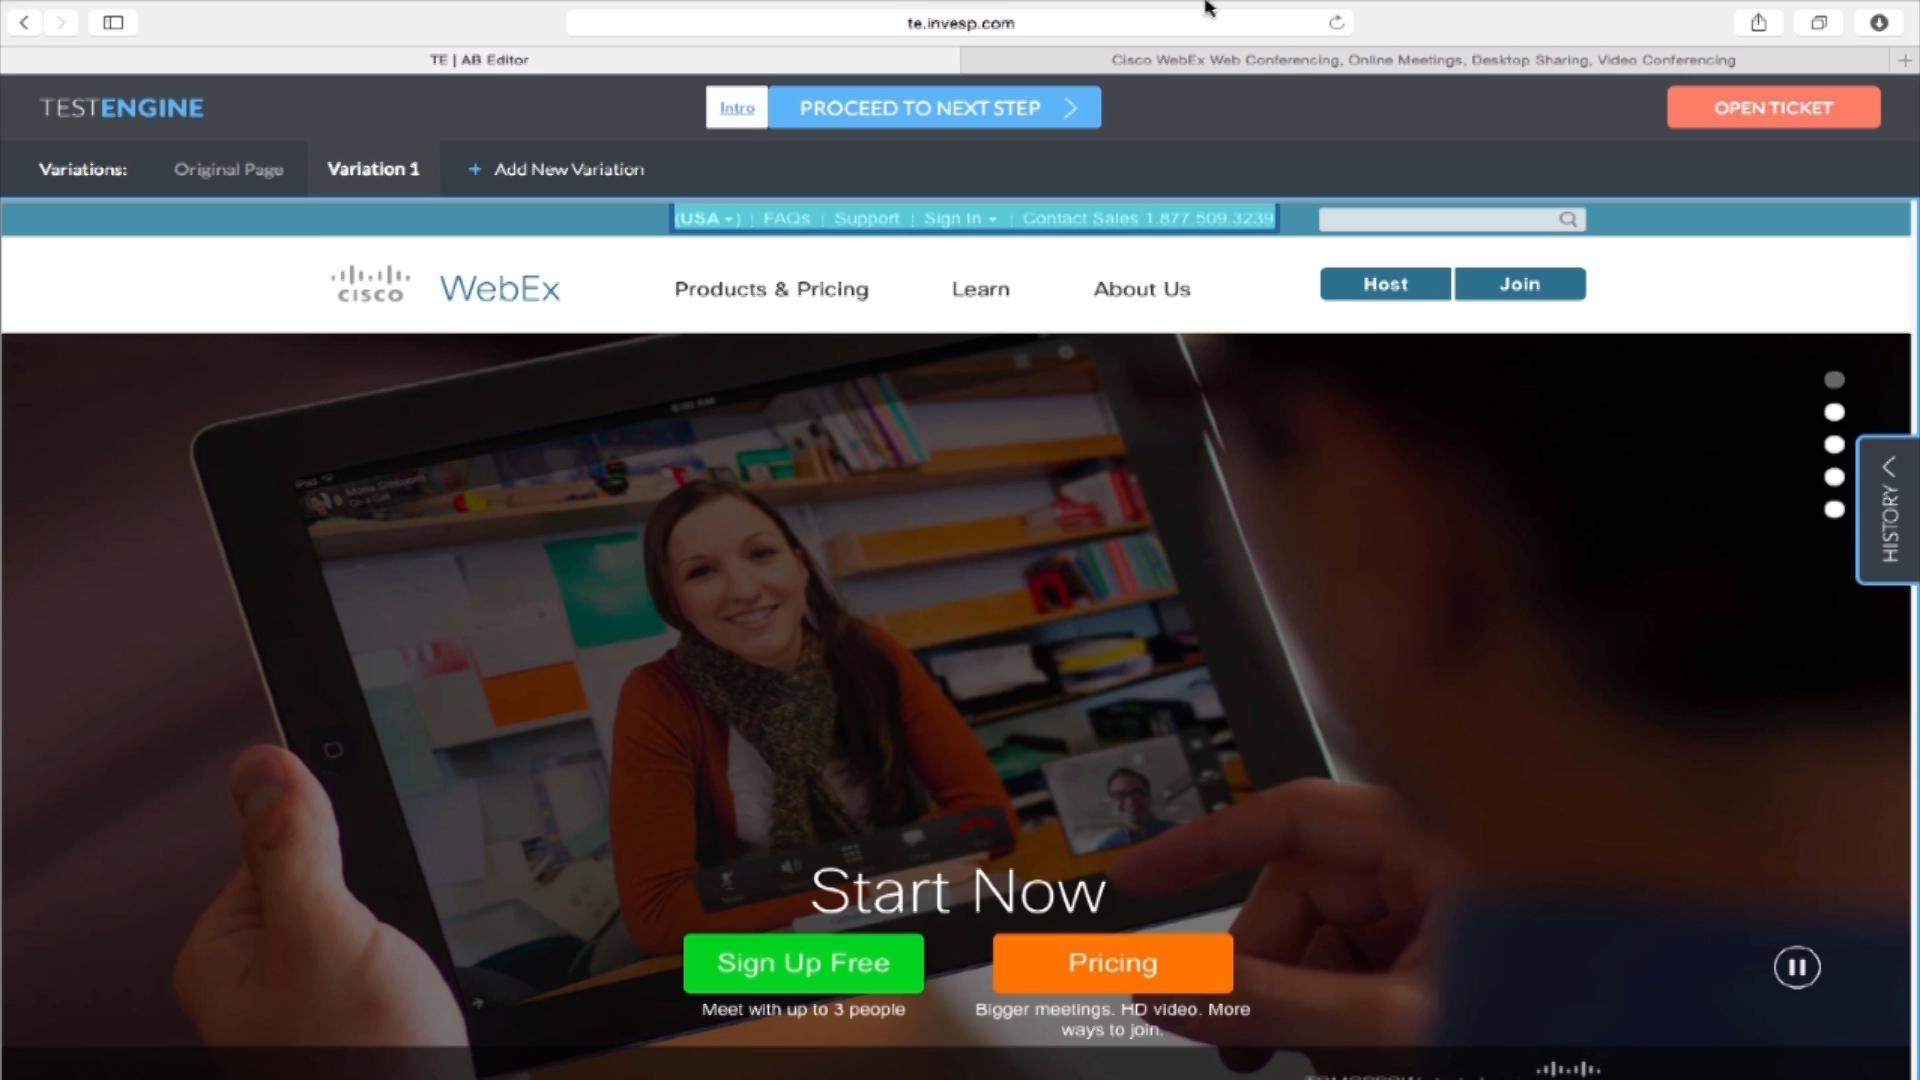 te.invesp.com
TE | AB Editor
Cisco WebEx Web Conferencing, Online Meetings, Desktop Sharing, Video Conferencing
TESTENGINE
Intro
PROCEED TO NEXT STEP
OPEN TICKET
Variations:
Original Page
Variation 1
+ Add New Variation
(USA ) | FAQs | Support | Sign In | Contact Sales 1.877.509.3239
CISCO
WebEx
Products & Pricing
Learn
About Us
Host
Join
HISTORY
Start Now
Sign Up Free
Pricing
Meet with up to 3 people
Bigger meetings. HD video. More
ways to join.